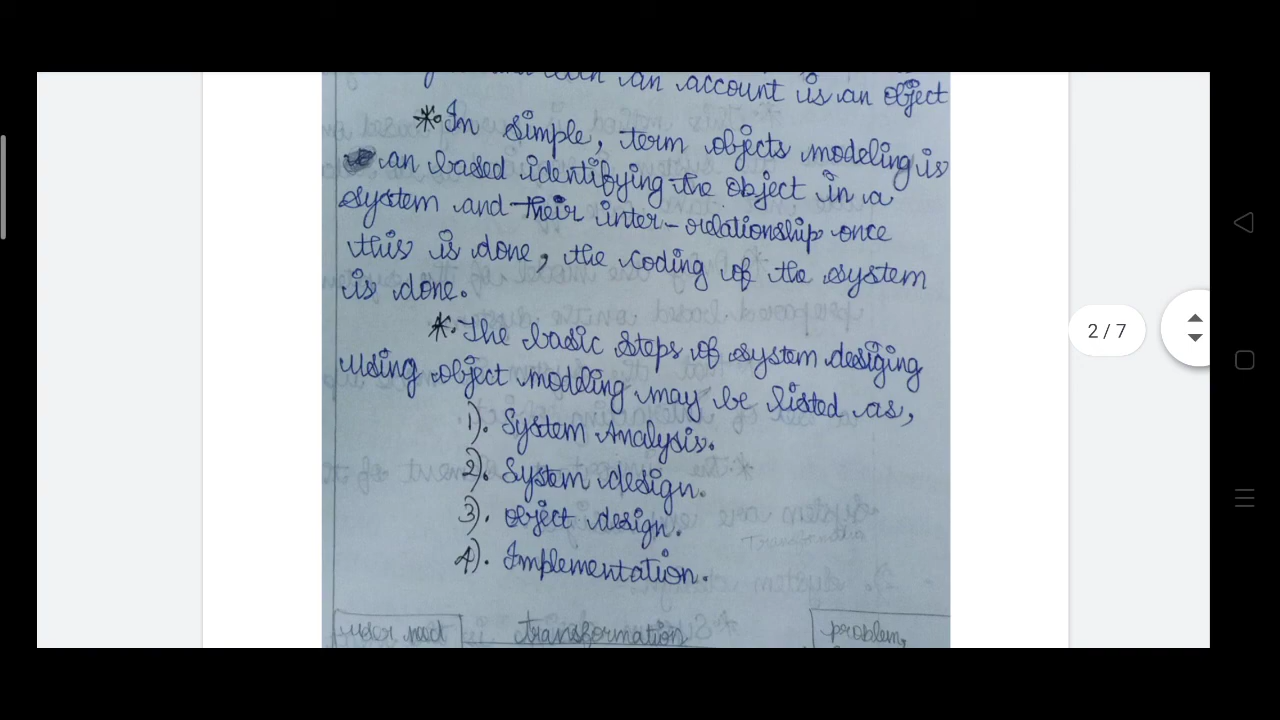 an account is an object
*. In simple, term objects modeling is
an based identifying the object in a
system and their inter-relationship once
this is done, the coding of the system
is done.
*. The basic steps of system desiging
using object modeling may be listed as,
1). System Analysis.
2). System design.
3). object design.
4). Implementation.
transformation problem,
2 / 7